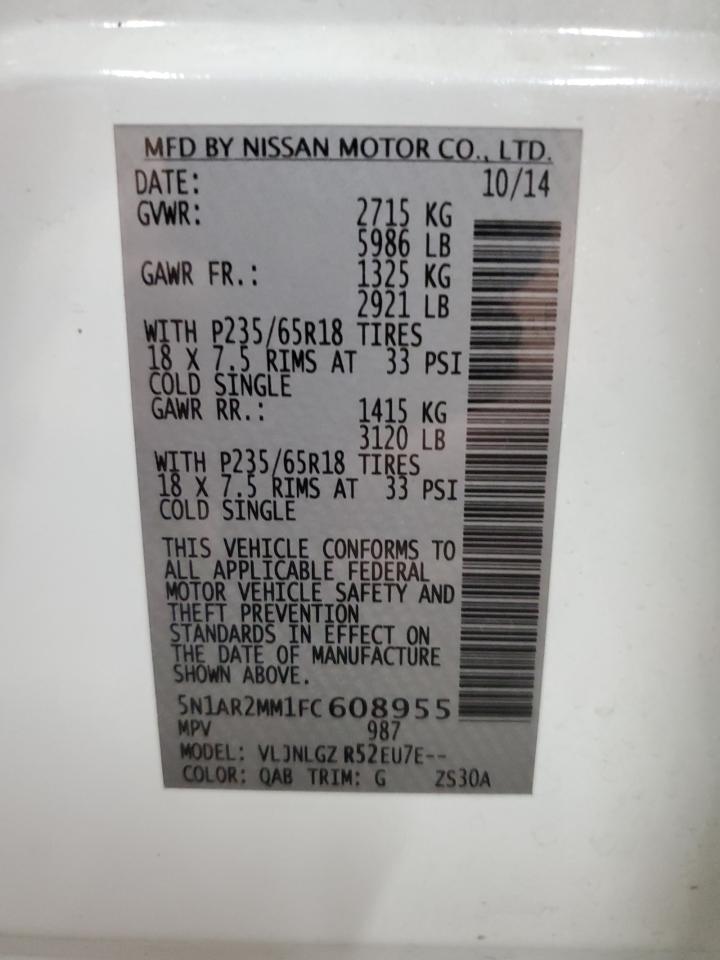 MFD BY NISSAN MOTOR CO., LTD.
DATE: 10/14
GVWR: 2715 KG
5986 LB
GAWR FR.: 1325 KG
2921 LB
WITH P235/65R18 TIRES
18 X 7.5 RIMS AT 33 PSI
COLD SINGLE
GAWR RR.: 1415 KG
3120 LB
WITH P235/65R18 TIRES
18 X 7.5 RIMS AT 33 PSI
COLD SINGLE
THIS VEHICLE CONFORMS TO
ALL APPLICABLE FEDERAL
MOTOR VEHICLE SAFETY AND
THEFT PREVENTION
STANDARDS IN EFFECT ON
THE DATE OF MANUFACTURE
SHOWN ABOVE.
5N1AR2MM1FC608955
MPV 987
MODEL: VLJNLGZ R52EU7E--
COLOR: QAB TRIM: G ZS30A